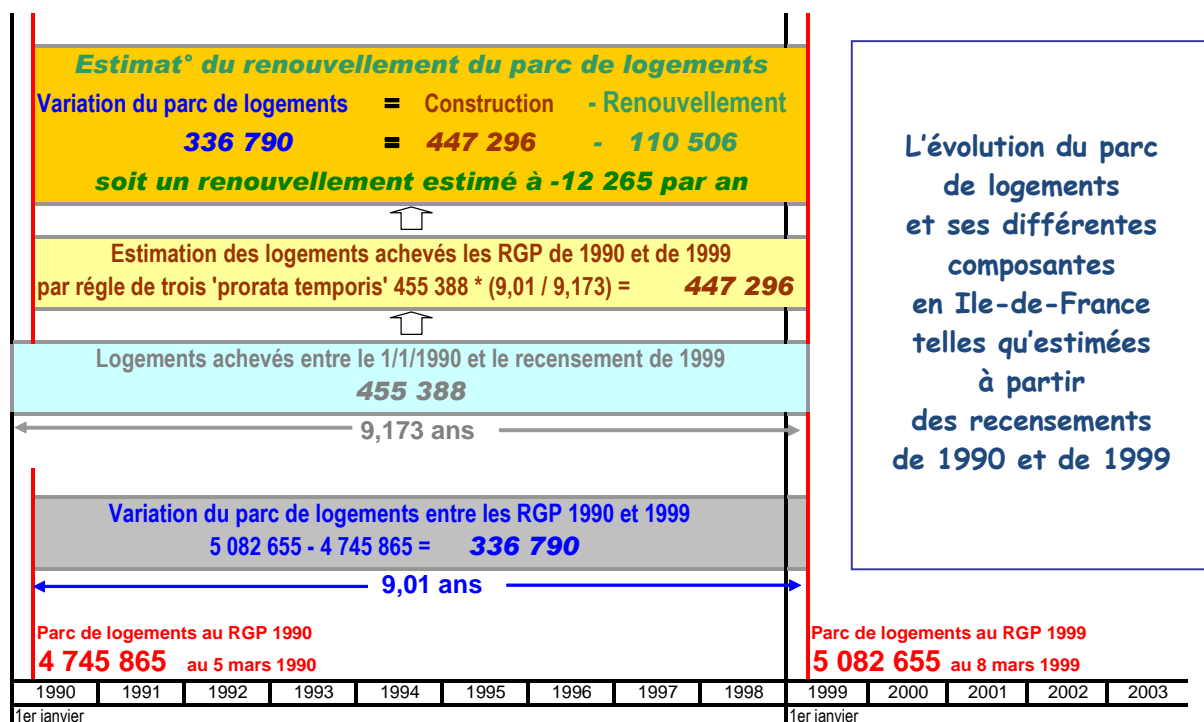 Estimat° du renouvellement du parc de logements
Variation du parc de logements = Construction - Renouvellement
336 790 = 447 296 - 110 506
soit un renouvellement estimé à -12 265 par an
Estimation des logements achevés les RGP de 1990 et de 1999
par régle de trois 'prorata temporis' 455 388 * (9,01 / 9,173) = 447 296
Logements achevés entre le 1/1/1990 et le recensement de 1999
455 388
9,173 ans
Variation du parc de logements entre les RGP 1990 et 1999
5 082 655 - 4 745 865 = 336 790
9,01 ans
Parc de logements au RGP 1990
4 745 865 au 5 mars 1990
Parc de logements au RGP 1999
5 082 655 au 8 mars 1999
1990 1991 1992 1993 1994 1995 1996 1997 1998 1999 2000 2001 2002 2003
1er janvier 1er janvier
L'évolution du parc
de logements
et ses différentes
composantes
en Ile-de-France
telles qu'estimées
à partir
des recensements
de 1990 et de 1999